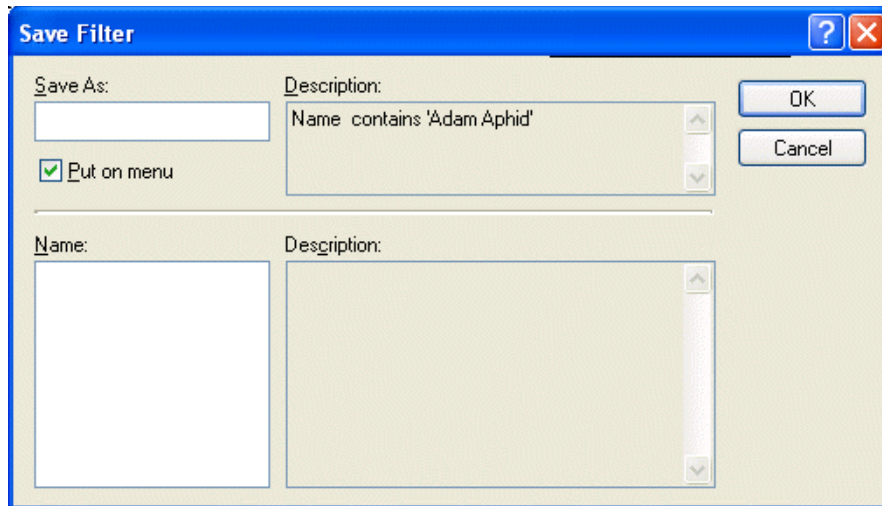 Save Filter
Save As:
Description:
OK
Name  contains 'Adam Aphid'
Cancel
Put on menu
Name:
Description: